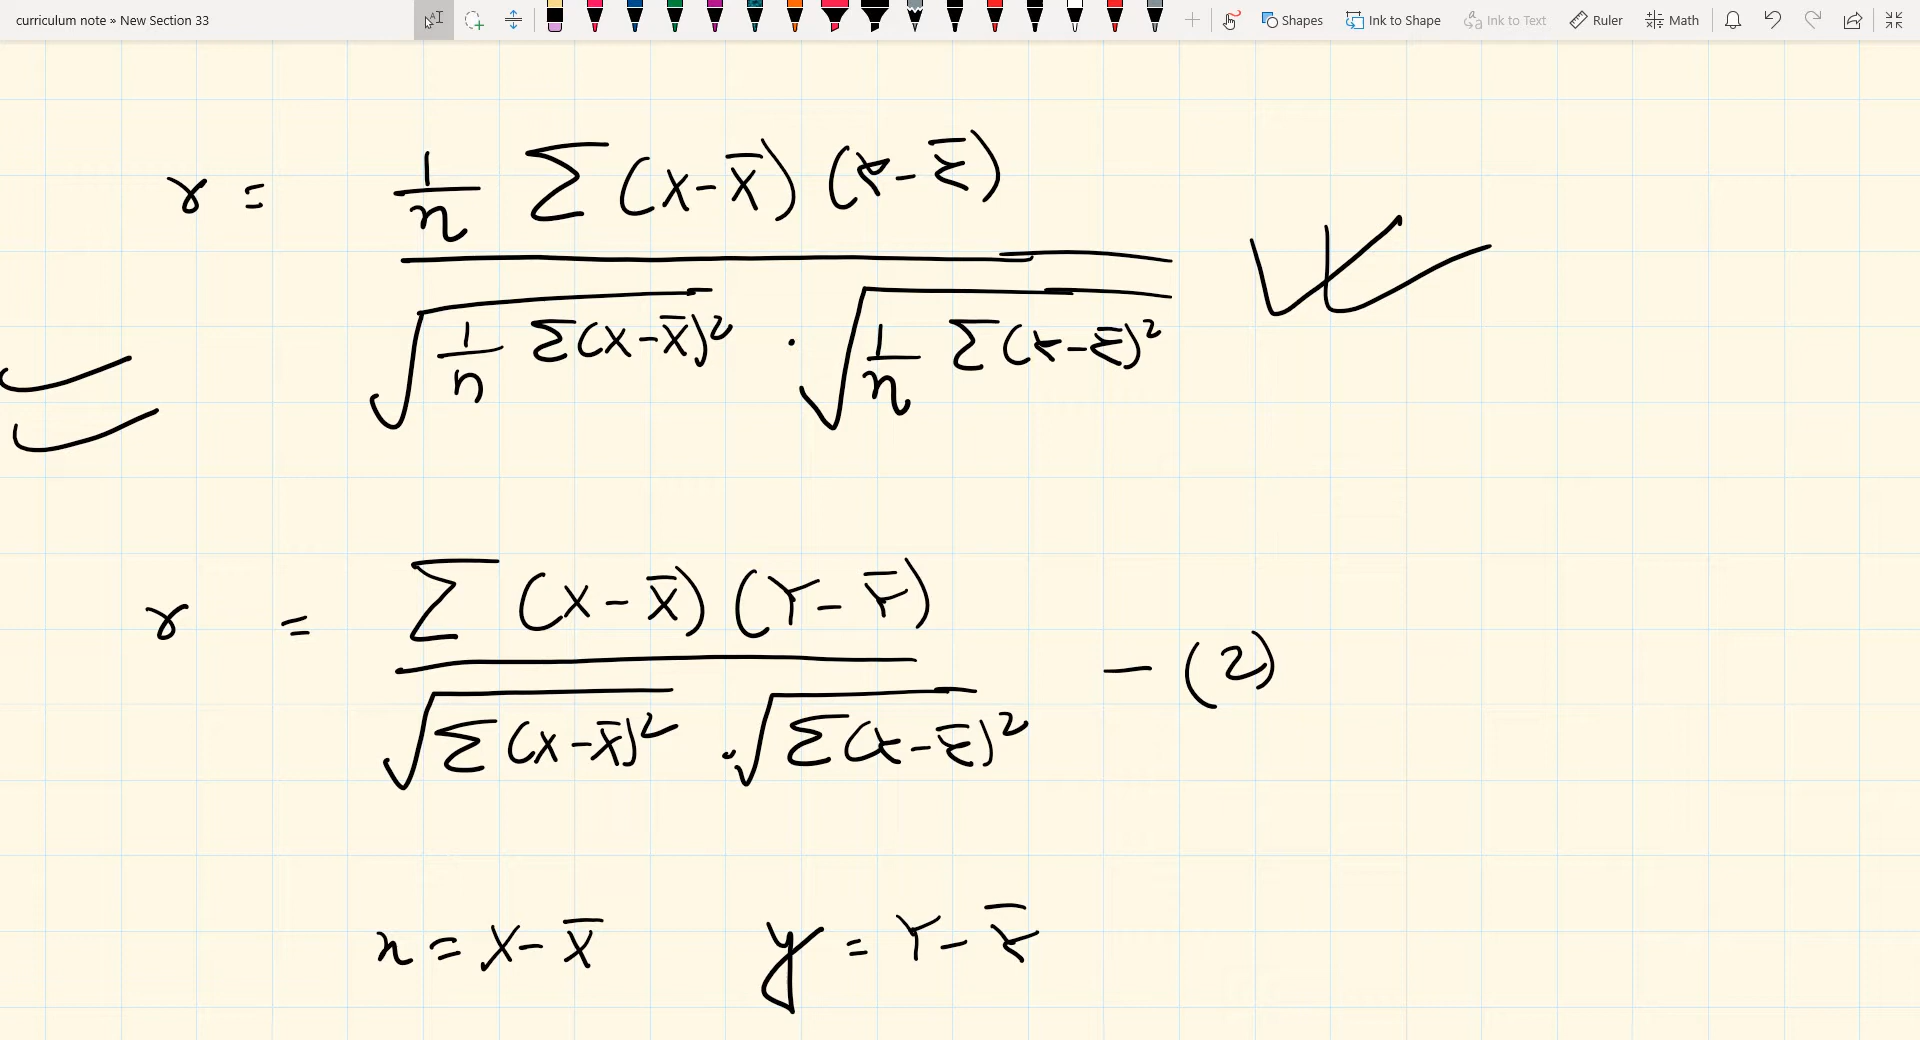 curriculum note » New Section 33 Shapes Ink to Shape Ink to Text Ruler Math
r = 1/n ∑ (X - X̄) (Y - Ȳ) / √(1/n ∑(X - X̄)²) · √(1/n ∑(Y - Ȳ)²)
r = ∑ (X - X̄) (Y - Ȳ) / √(∑ (X - X̄)²) · √(∑(Y - Ȳ)²) — (2)
x = X - X̄ y = Y - Ȳ